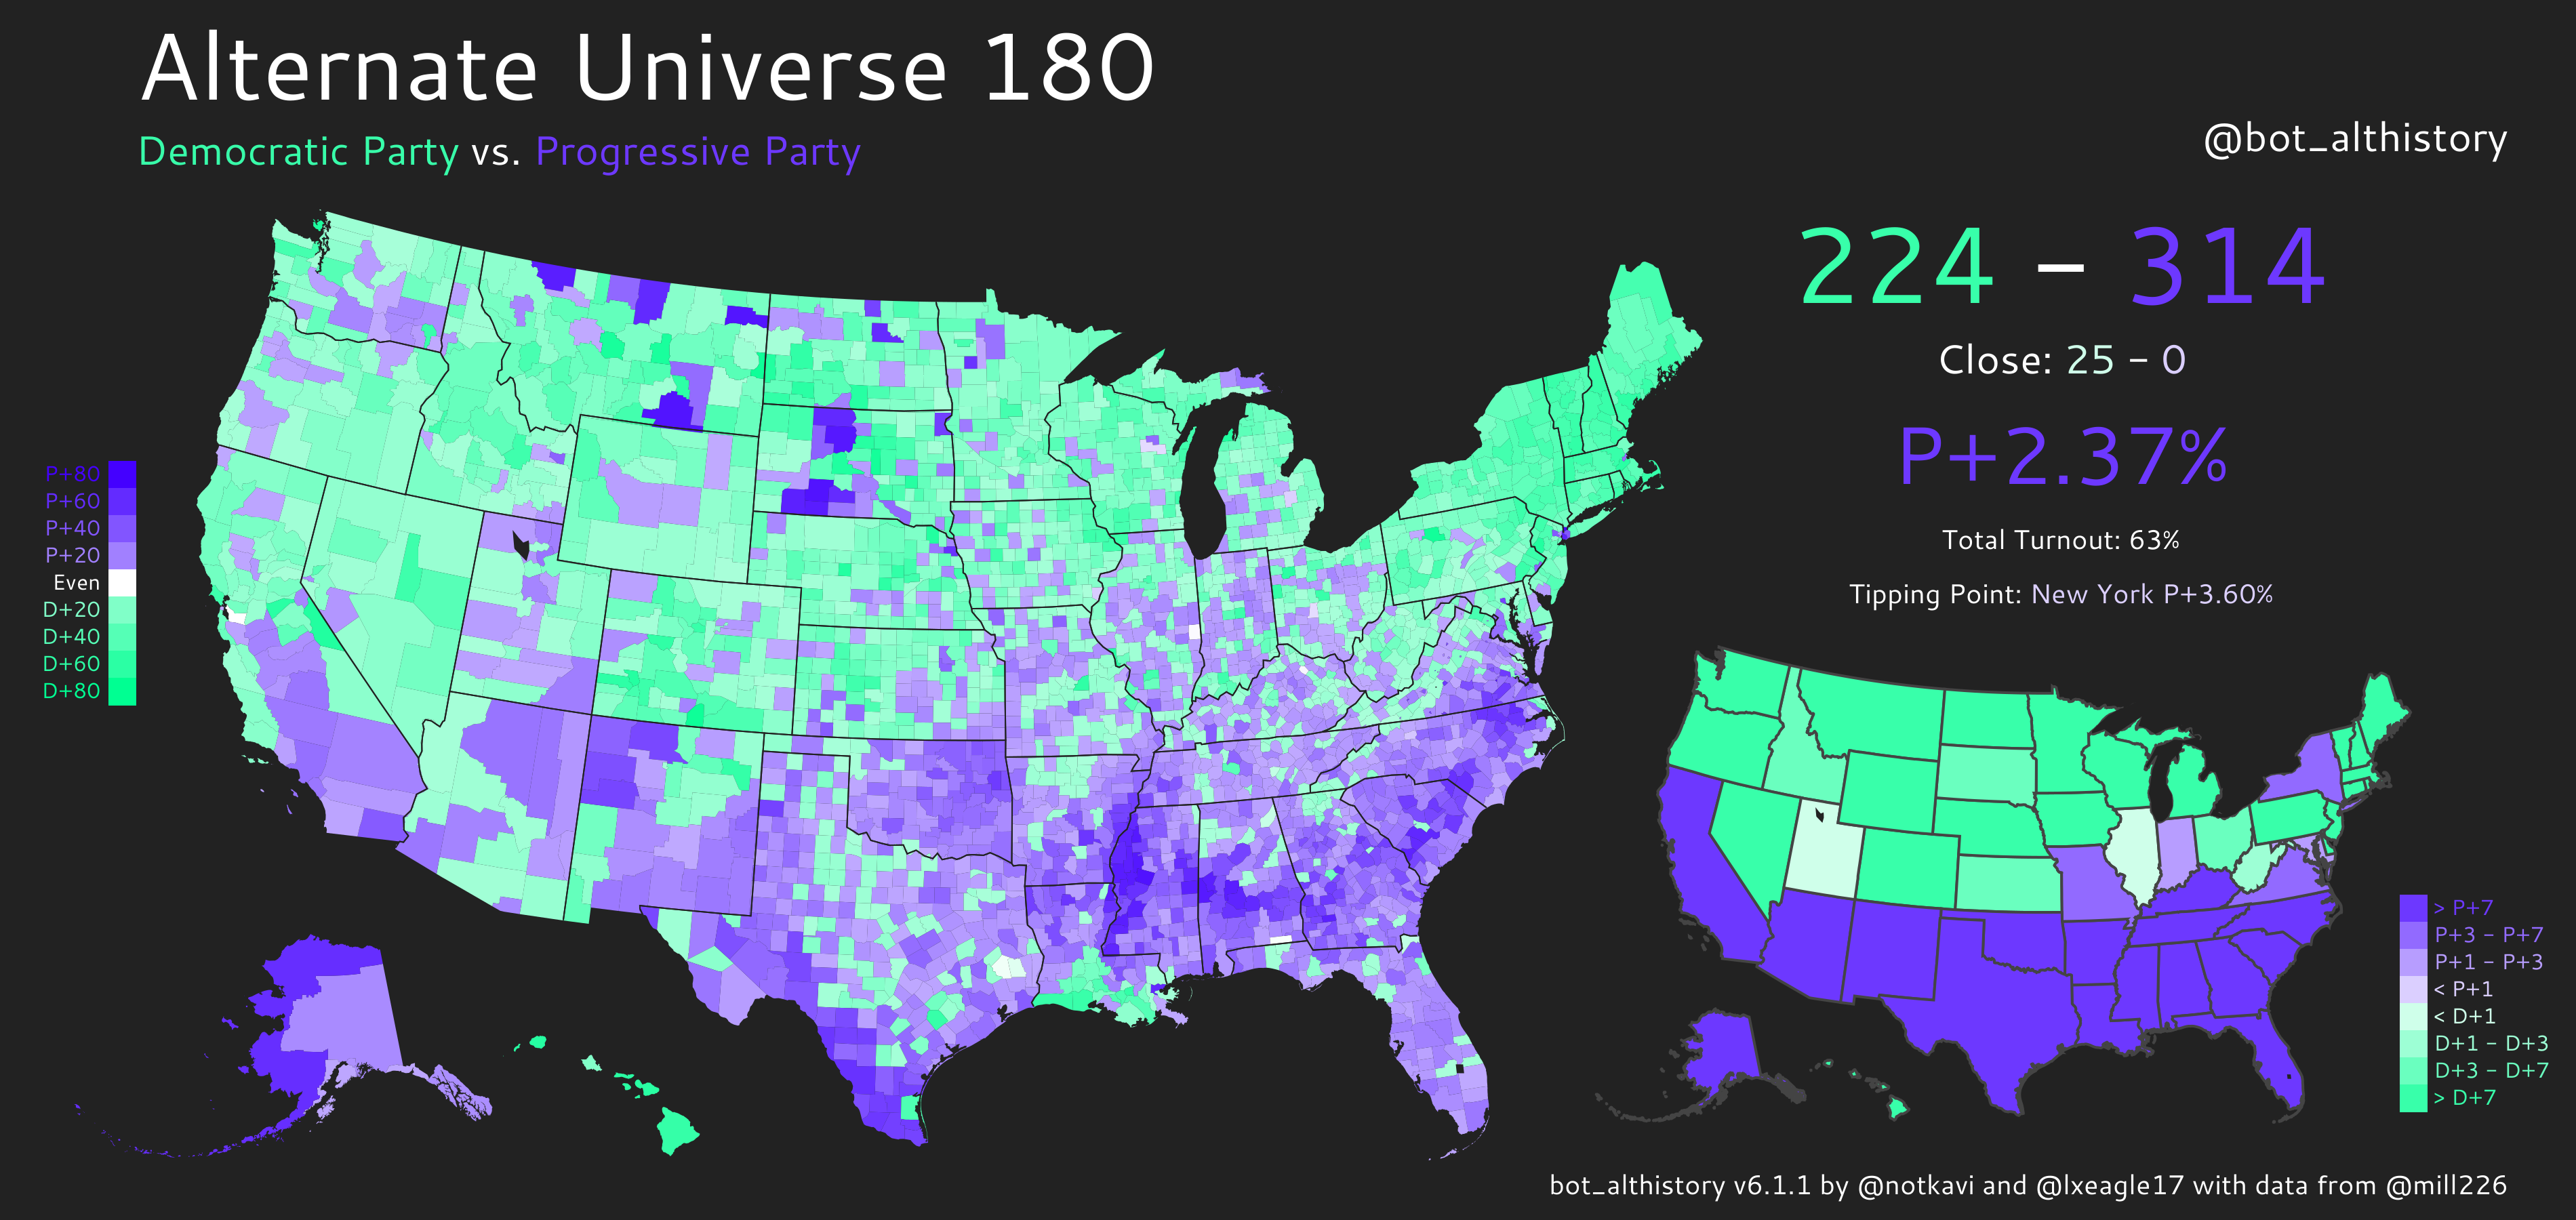 Alternate Universe 180
Democratic Party vs. Progressive Party
@bot_althistory
224 – 314
Close: 25 - 0
P+2.37%
Total Turnout: 63%
Tipping Point: New York P+3.60%
P+80
P+60
P+40
P+20
Even
D+20
D+40
D+60
D+80
> P+7
P+3 - P+7
P+1 - P+3
< P+1
< D+1
D+1 - D+3
D+3 - D+7
> D+7
bot_althistory v6.1.1 by @notkavi and @lxeagle17 with data from @mill226